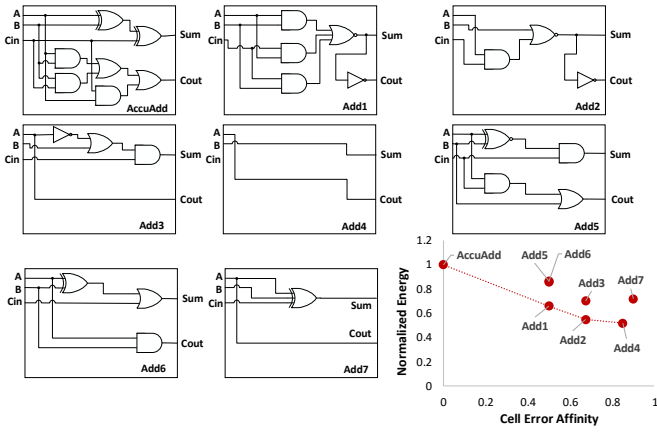 A
B
Cin
Sum
Cout
AccuAdd
A
B
Cin
Sum
Cout
Add1
A
B
Cin
Sum
Cout
Add2
A
B
Cin
Sum
Cout
Add3
A
B
Cin
Sum
Cout
Add4
A
B
Cin
Sum
Cout
Add5
A
B
Cin
Sum
Cout
Add6
A
B
Cin
Sum
Cout
Add7
Normalized Energy
1.2
1
0.8
0.6
0.4
0.2
0
AccuAdd
Add5
Add6
Add3
Add7
Add1
Add2
Add4
0 0.2 0.4 0.6 0.8 1
Cell Error Affinity